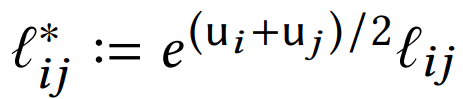 ℓ*ᵢⱼ := e^{(uᵢ+uⱼ)/2} ℓᵢⱼ